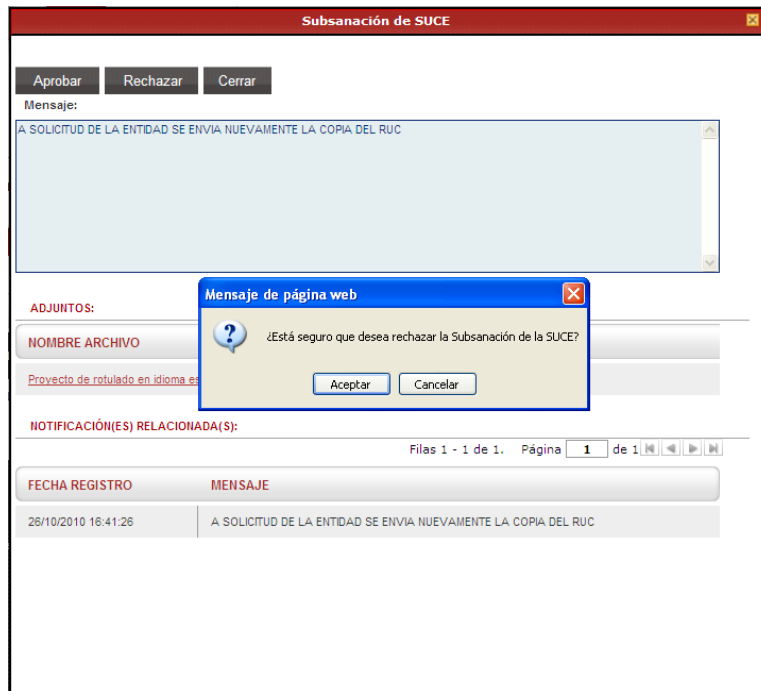 Subsanación de SUCE
Aprobar Rechazar Cerrar
Mensaje:
A SOLICITUD DE LA ENTIDAD SE ENVIA NUEVAMENTE LA COPIA DEL RUC
Mensaje de página web
¿Está seguro que desea rechazar la Subsanación de la SUCE?
Aceptar Cancelar
ADJUNTOS:
NOMBRE ARCHIVO
Proyecto de rotulado en idioma es
NOTIFICACIÓN(ES) RELACIONADA(S):
Filas 1 - 1 de 1. Página 1 de 1
FECHA REGISTRO MENSAJE
26/10/2010 16:41:26 A SOLICITUD DE LA ENTIDAD SE ENVIA NUEVAMENTE LA COPIA DEL RUC